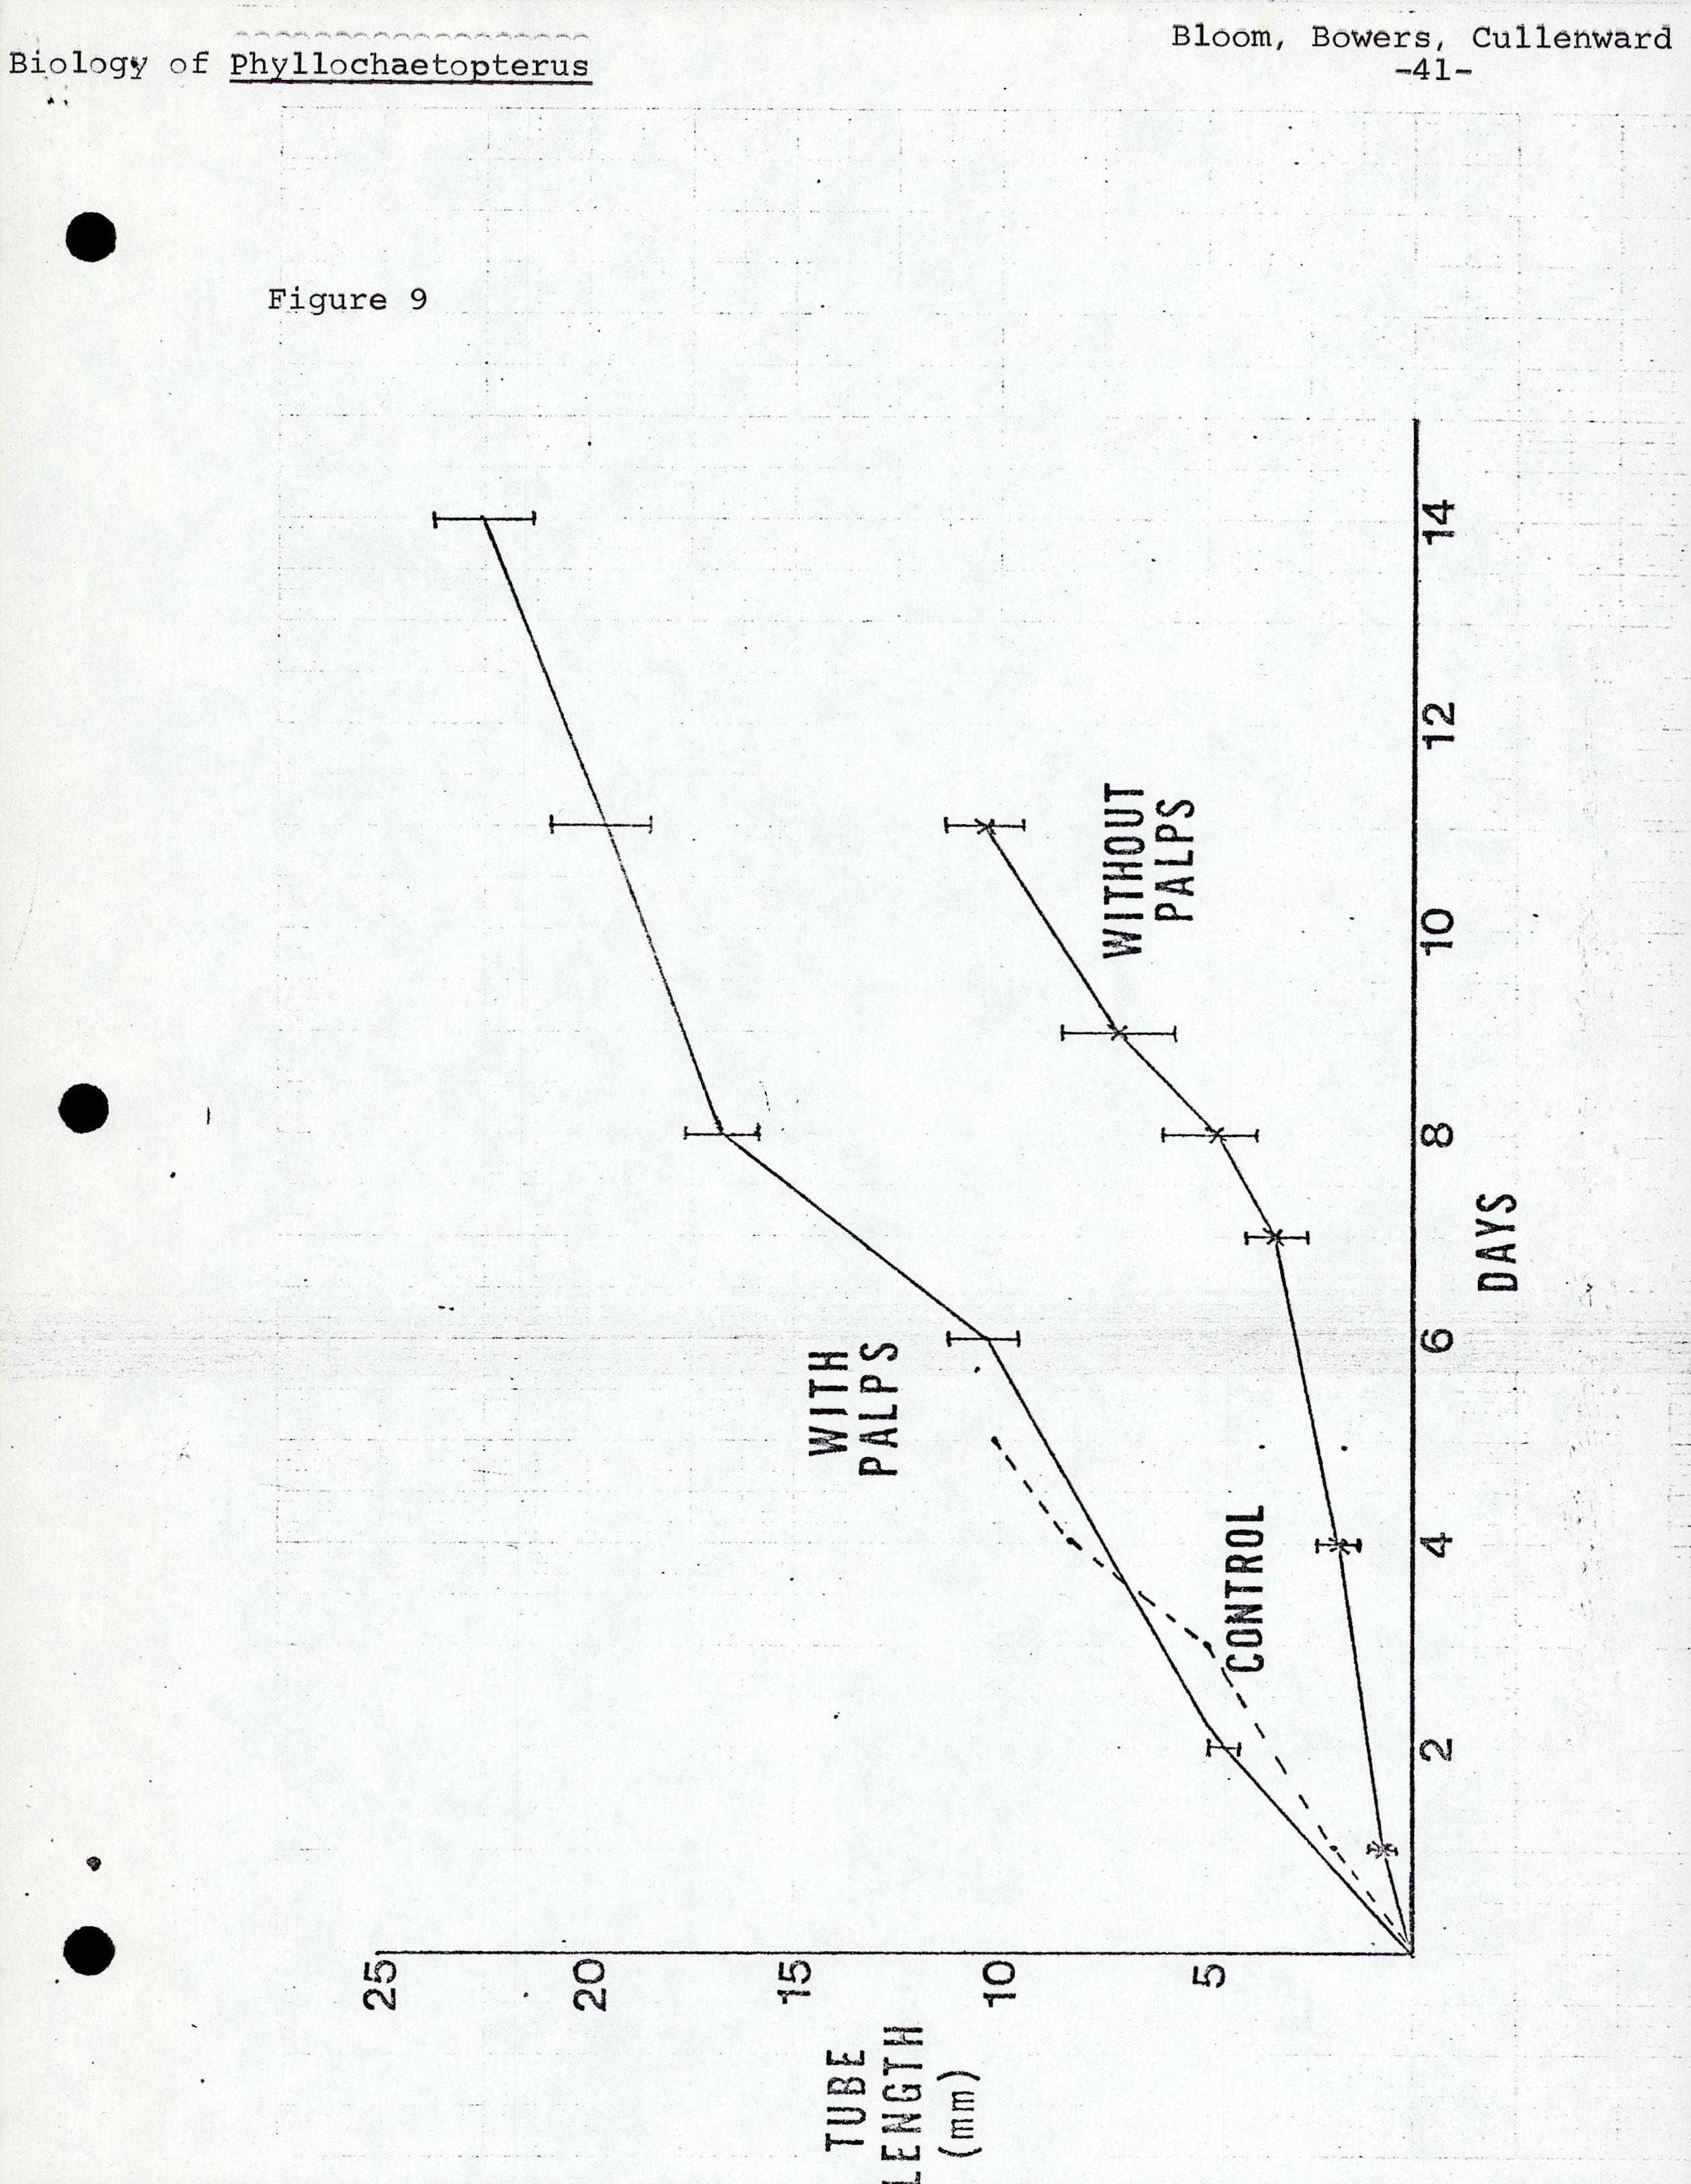 Biology of Phyllochaetopterus
Bloom, Bowers, Cullenward
-41-
Figure 9
TUBE
LENGTH
(mm)
25
20
15
10
5
WITH
PALPS
CONTROL
WITHOUT
PALPS
2
4
6
8
10
12
14
DAYS